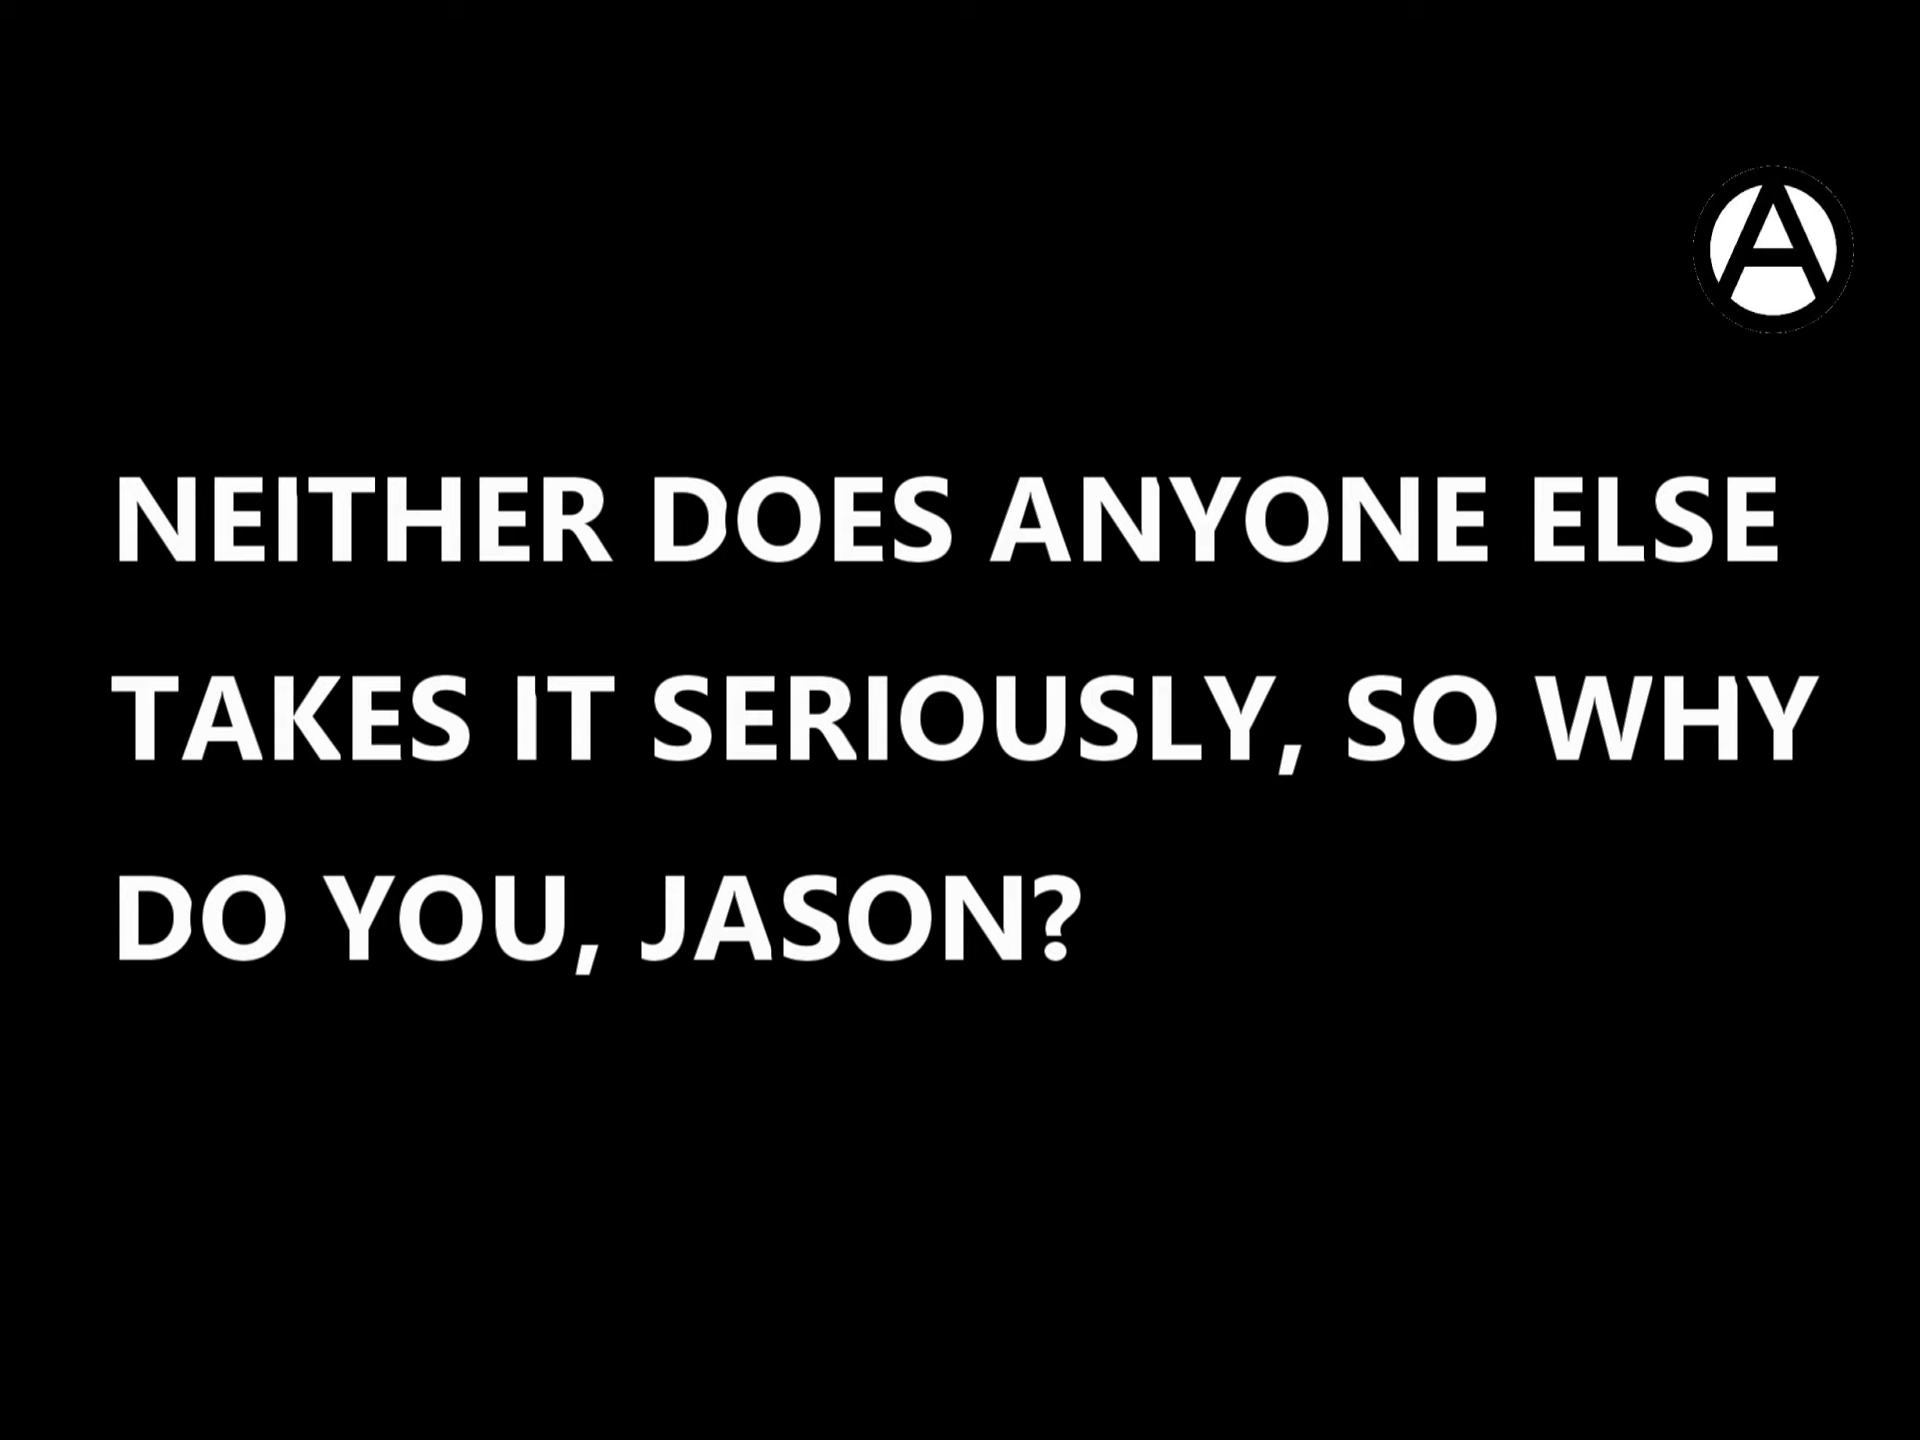 A
NEITHER DOES ANYONE ELSE
TAKES IT SERIOUSLY, SO WHY
DO YOU, JASON?